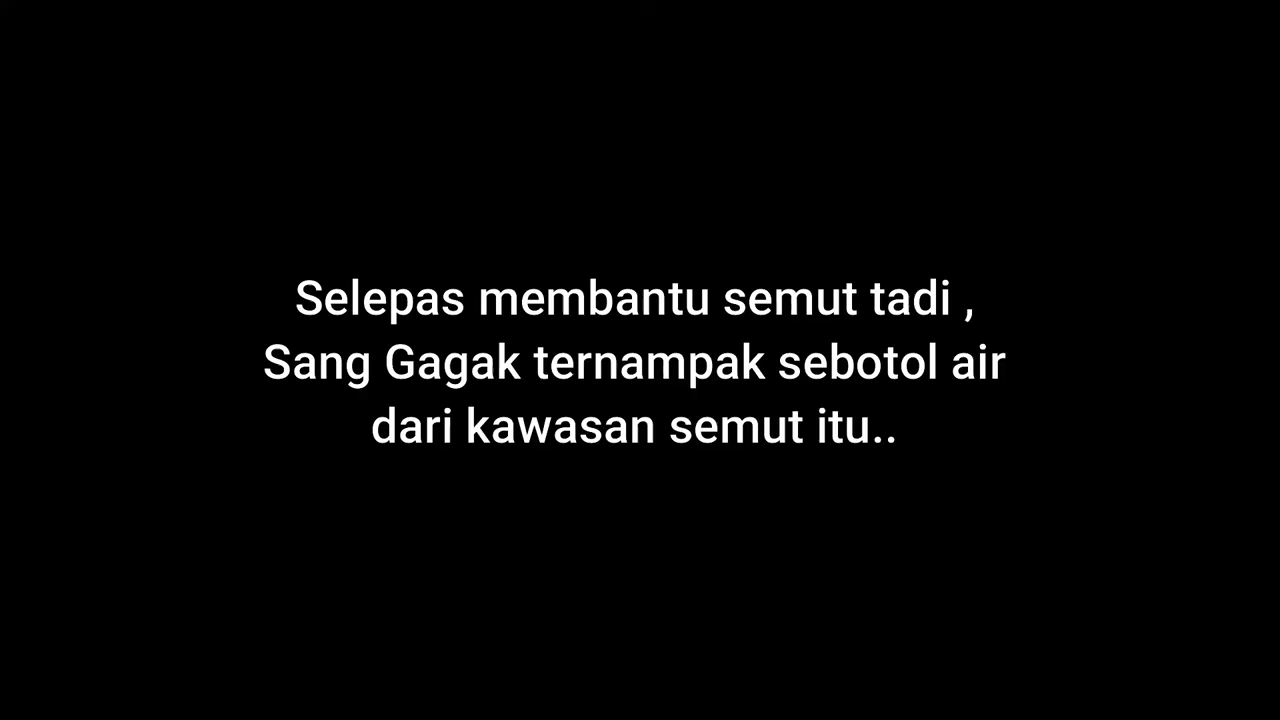 Selepas membantu semut tadi ,
Sang Gagak ternampak sebotol air
dari kawasan semut itu..